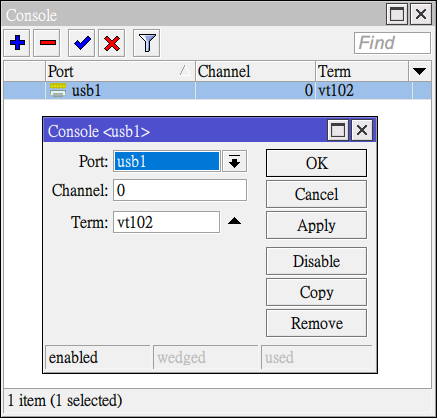 Console
Find
Port Channel Term
usb1 0 vt102
Console <usb1>
Port: usb1
Channel: 0
Term: vt102
OK
Cancel
Apply
Disable
Copy
Remove
enabled wedged used
1 item (1 selected)